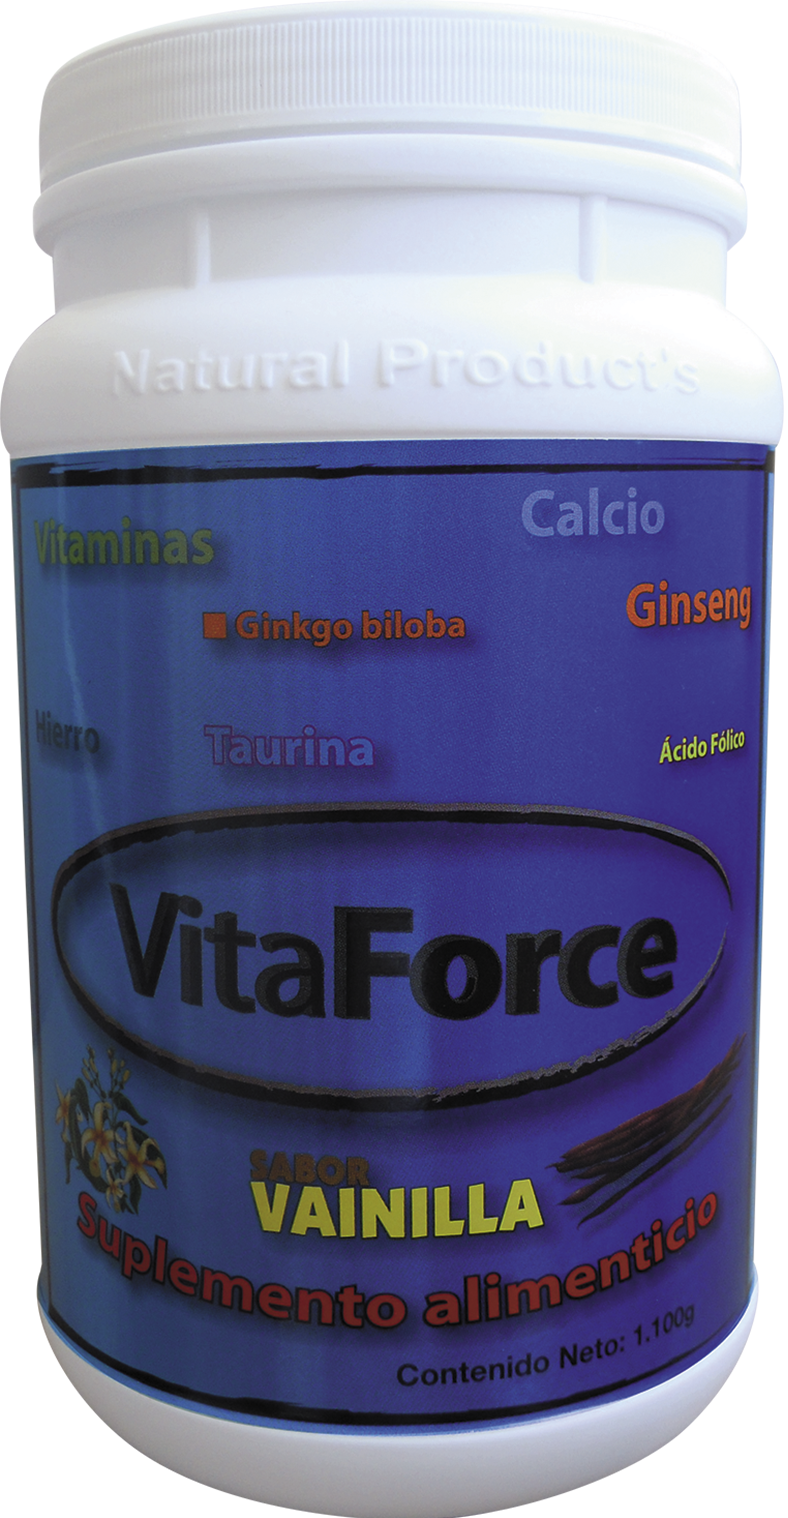 Natural Product's
Vitaminas
Calcio
Ginkgo biloba
Ginseng
Hierro
Taurina
Ácido Fólico
VitaForce
SABOR
VAINILLA
Suplemento alimenticio
Contenido Neto: 1.100g